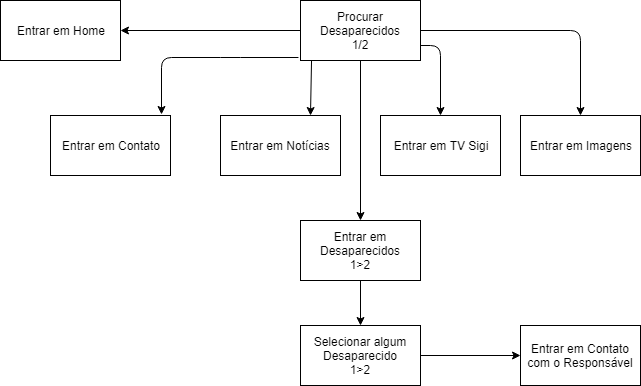 Entrar em Home
Procurar
Desaparecidos
1/2
Entrar em Contato
Entrar em Notícias
Entrar em TV Sigi
Entrar em Imagens
Entrar em
Desaparecidos
1>2
Selecionar algum
Desaparecido
1>2
Entrar em Contato
com o Responsável